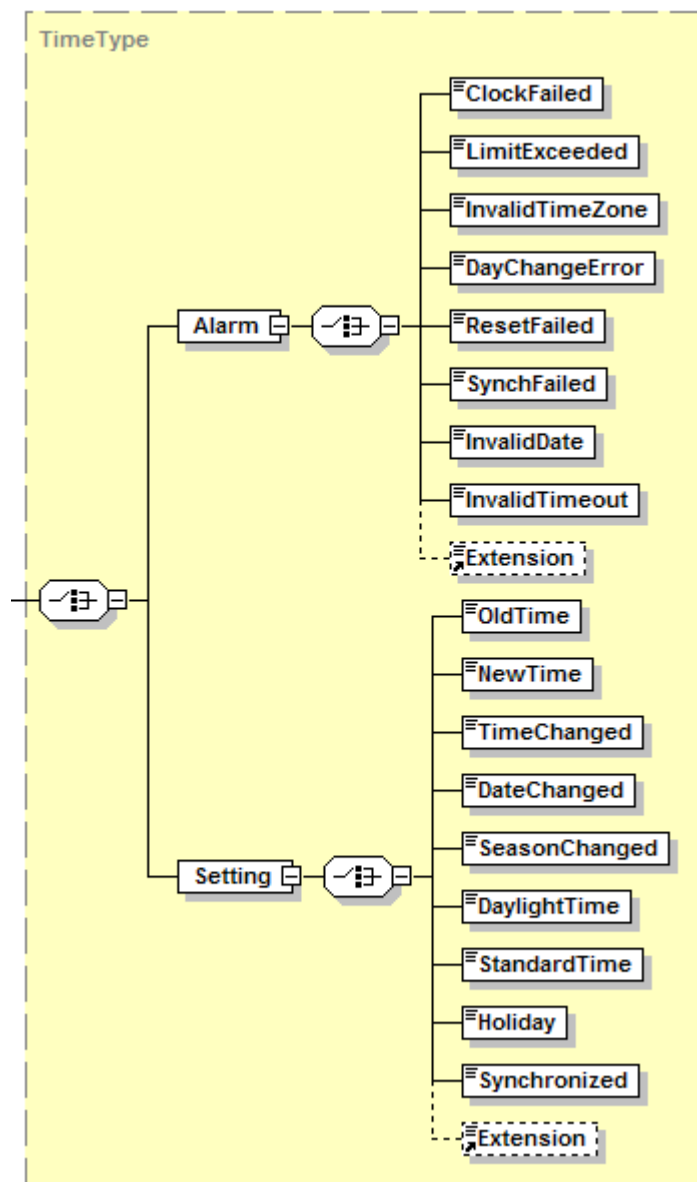 TimeType
ClockFailed
LimitExceeded
InvalidTimeZone
DayChangeError
Alarm
ResetFailed
SynchFailed
InvalidDate
InvalidTimeout
Extension
OldTime
NewTime
TimeChanged
DateChanged
SeasonChanged
Setting
DaylightTime
StandardTime
Holiday
Synchronized
Extension